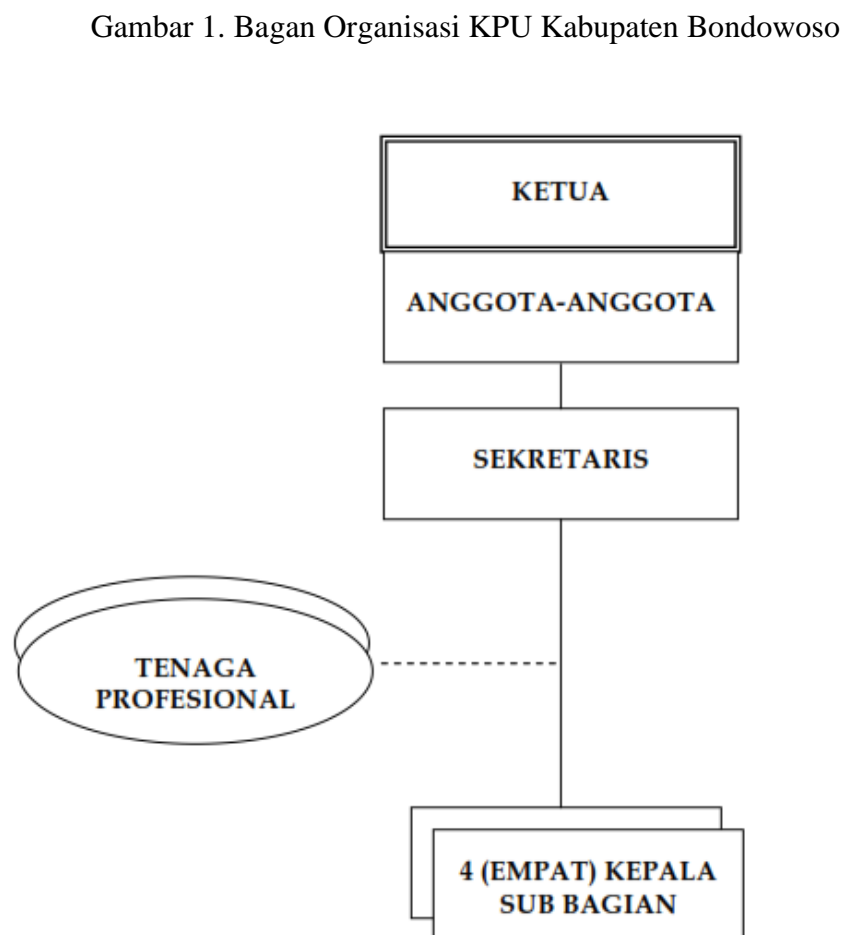 Gambar 1. Bagan Organisasi KPU Kabupaten Bondowoso
KETUA
ANGGOTA-ANGGOTA
SEKRETARIS
TENAGA
PROFESIONAL
4 (EMPAT) KEPALA
SUB BAGIAN